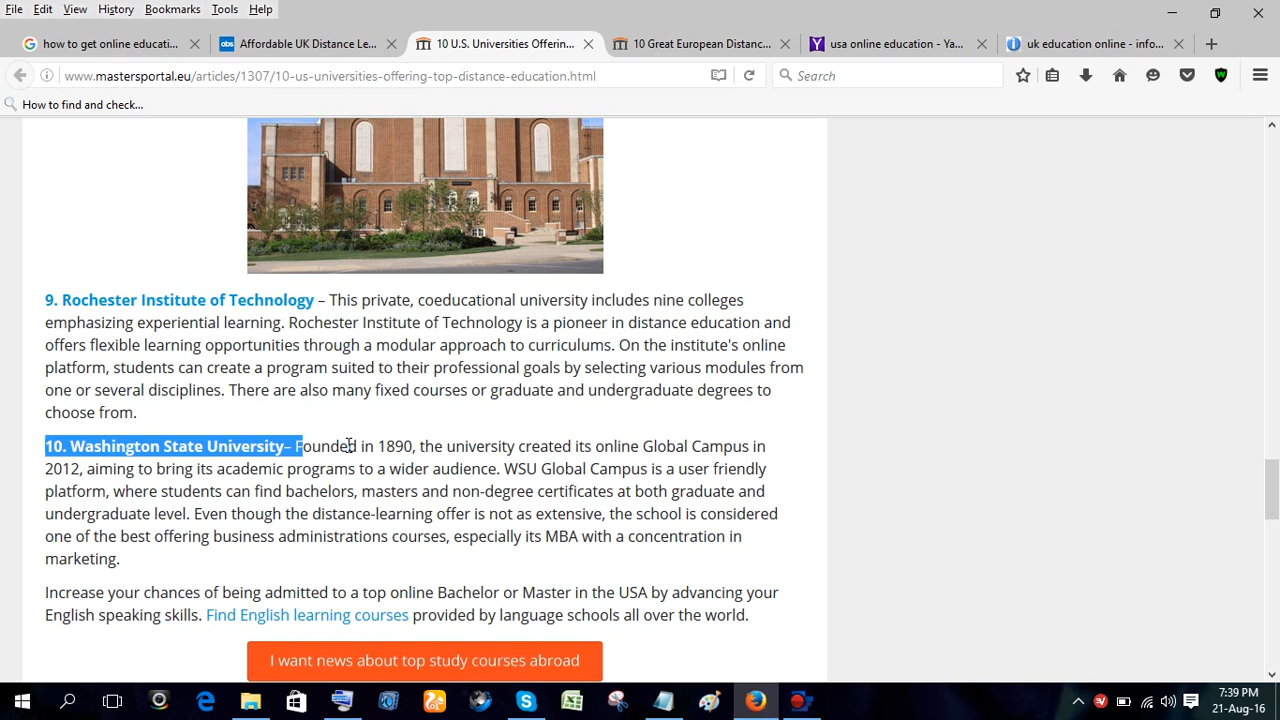 File Edit View History Bookmarks Tools Help
how to get online educati...
Affordable UK Distance Le...
10 U.S. Universities Offerin...
10 Great European Distanc...
usa online education - Ya...
uk education online - info...
www.mastersportal.eu/articles/1307/10-us-universities-offering-top-distance-education.html
Search
How to find and check...
9. Rochester Institute of Technology – This private, coeducational university includes nine colleges
emphasizing experiential learning. Rochester Institute of Technology is a pioneer in distance education and
offers flexible learning opportunities through a modular approach to curriculums. On the institute's online
platform, students can create a program suited to their professional goals by selecting various modules from
one or several disciplines. There are also many fixed courses or graduate and undergraduate degrees to
choose from.
10. Washington State University– Founded in 1890, the university created its online Global Campus in
2012, aiming to bring its academic programs to a wider audience. WSU Global Campus is a user friendly
platform, where students can find bachelors, masters and non-degree certificates at both graduate and
undergraduate level. Even though the distance-learning offer is not as extensive, the school is considered
one of the best offering business administrations courses, especially its MBA with a concentration in
marketing.
Increase your chances of being admitted to a top online Bachelor or Master in the USA by advancing your
English speaking skills. Find English learning courses provided by language schools all over the world.
I want news about top study courses abroad
7:39 PM
21-Aug-16